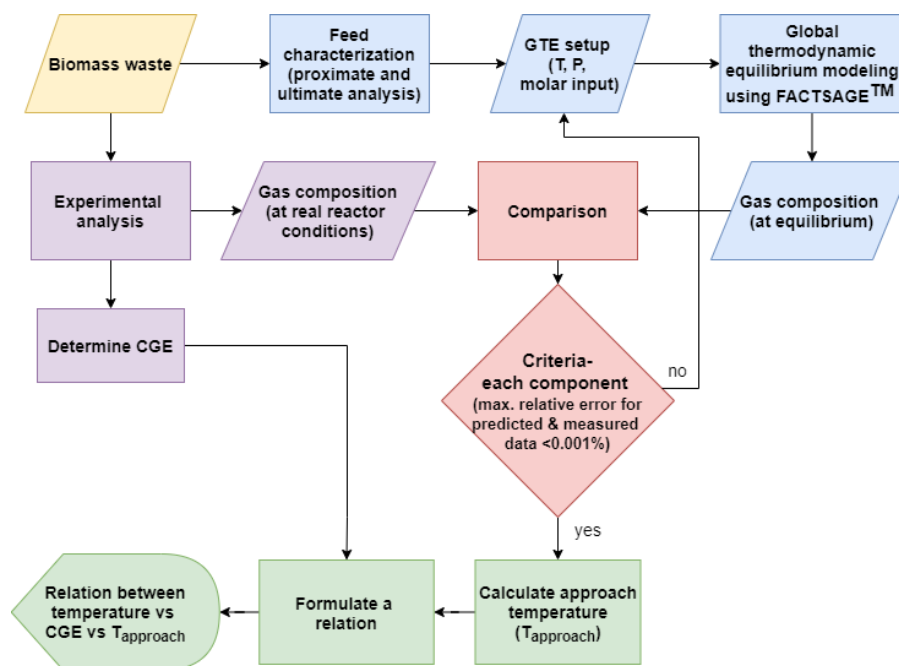 Biomass waste
Feed
characterization
(proximate and
ultimate analysis)
GTE setup
(T, P,
molar input)
Global
thermodynamic
equilibrium modeling
using FACTSAGE™
Experimental
analysis
Gas composition
(at real reactor
conditions)
Comparison
Gas composition
(at equilibrium)
Determine CGE
Criteria-
each component
(max. relative error for
predicted & measured
data <0.001%)
no
yes
Relation between
temperature vs
CGE vs Tapproach
Formulate a
relation
Calculate approach
temperature
(Tapproach)